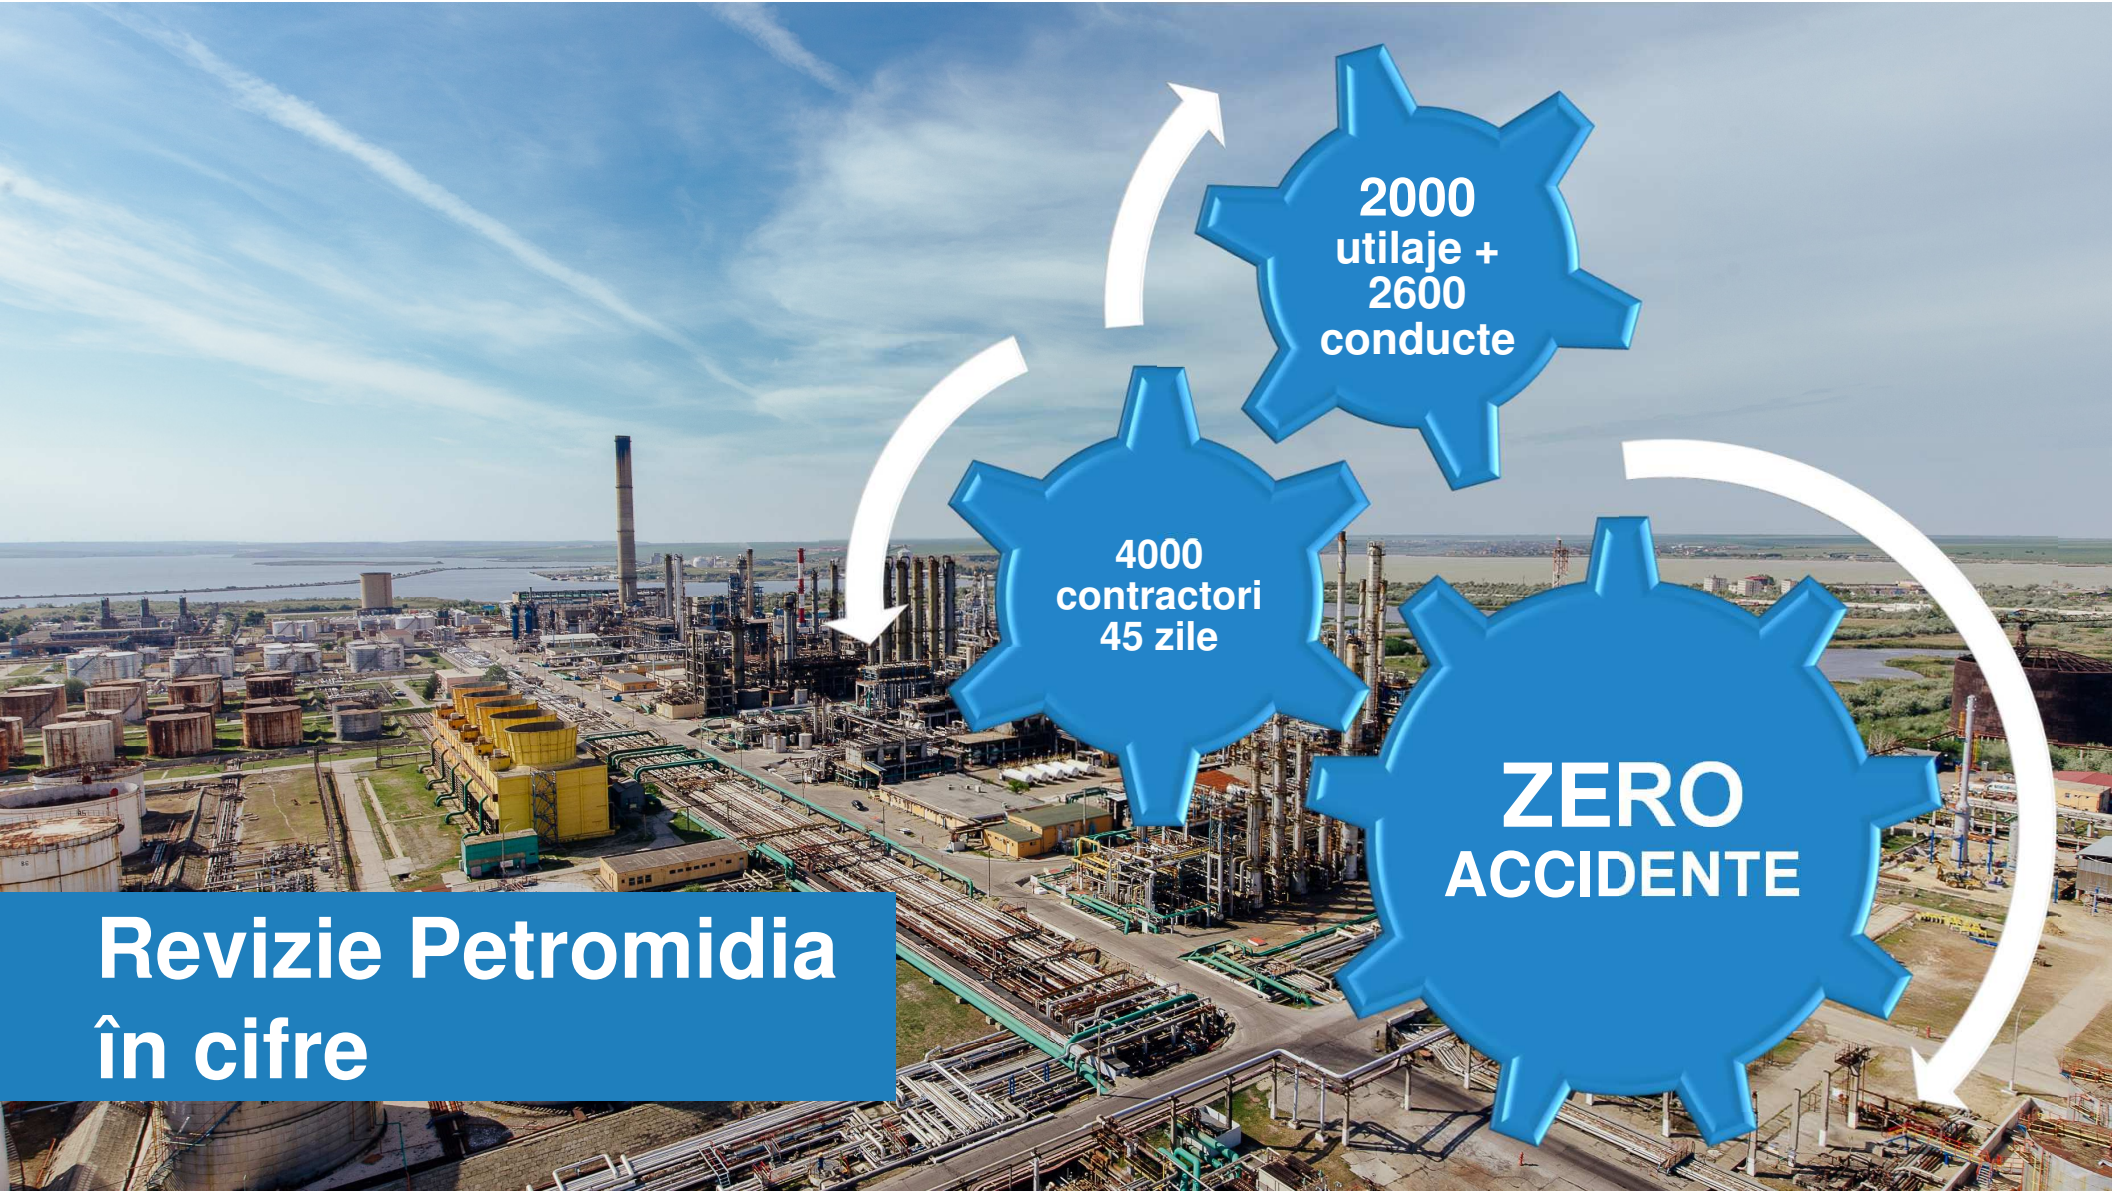 2000
utilaje +
2600
conducte
4000
contractori
45 zile
ZERO
ACCIDENTE
Revizie Petromidia
în cifre